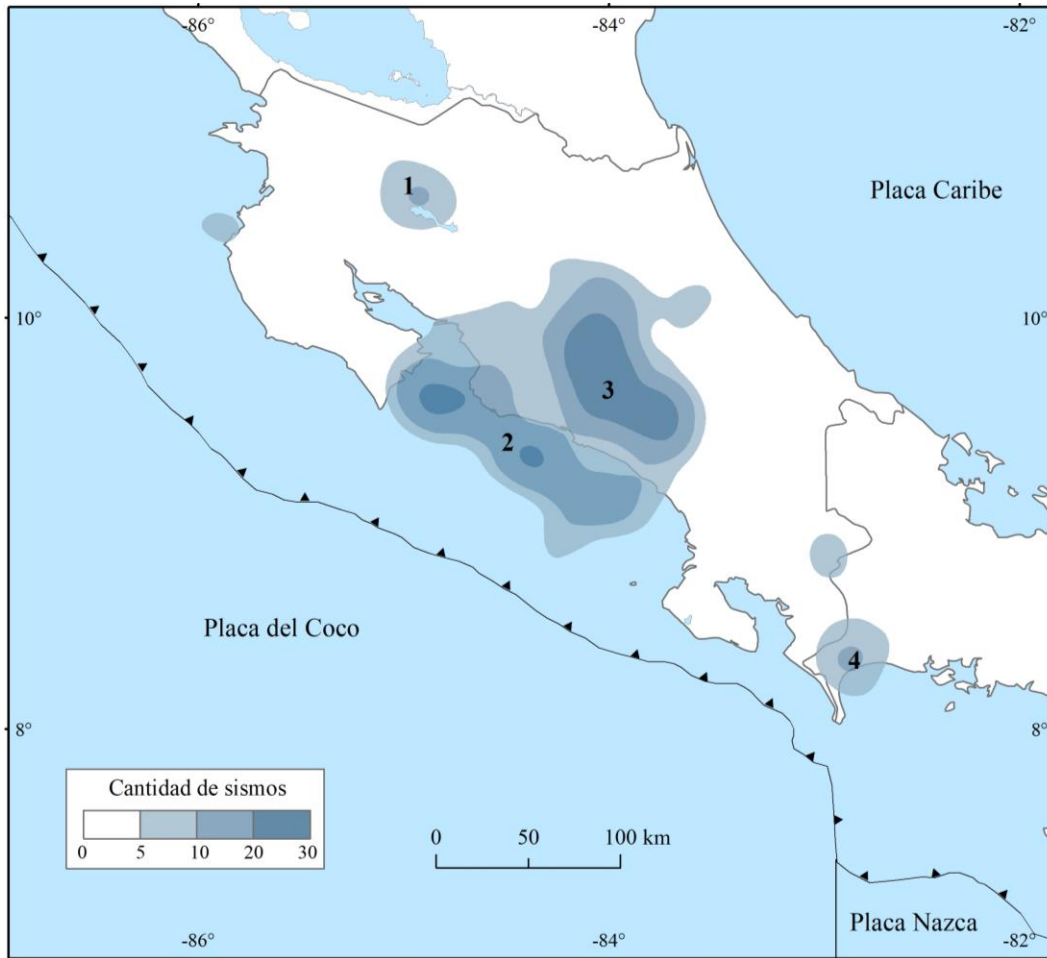 -86°
-84°
-82°
1
Placa Caribe
10°
10°
3
2
Placa del Coco
4
8°
8°
Cantidad de sismos
0 5 10 20 30
0 50 100 km
Placa Nazca
-86°
-84°
-82°